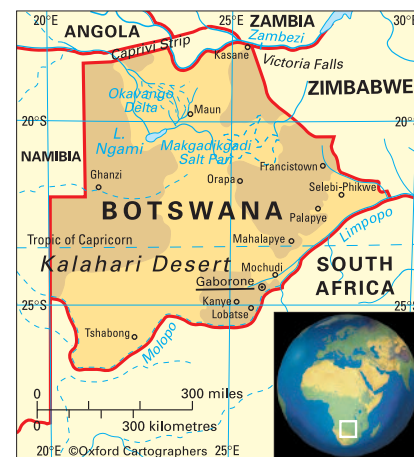 20°E
25°E
30°E
ANGOLA
ZAMBIA
Zambezi
Caprivi Strip
Kasane
Victoria Falls
Okavango
Delta
ZIMBABWE
Maun
20°S
20°S
L.
Ngami
Makgadikgadi
Salt Pan
NAMIBIA
Ghanzi
Orapa
Francistown
Selebi-Phikwe
BOTSWANA
Palapye
Limpopo
Tropic of Capricorn
Mahalapye
Kalahari Desert
Mochudi
SOUTH
AFRICA
Gaborone
25°S
25°S
Kanye
Lobatse
Tshabong
Molopo
0
300 miles
0
300 kilometres
20°E
©Oxford Cartographers
25°E